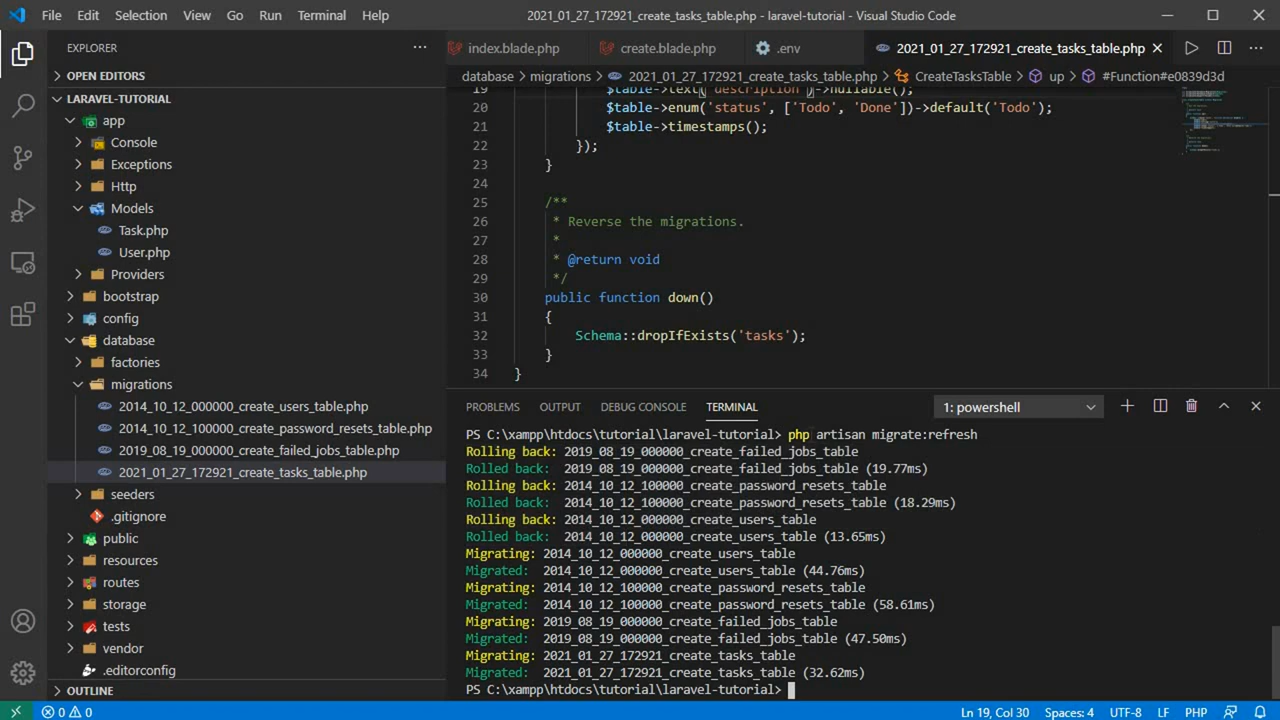 File Edit Selection View Go Run Terminal Help 2021_01_27_172921_create_tasks_table.php - laravel-tutorial - Visual Studio Code
EXPLORER
OPEN EDITORS
LARAVEL-TUTORIAL
app
Console
Exceptions
Http
Models
Task.php
User.php
Providers
bootstrap
config
database
factories
migrations
2014_10_12_000000_create_users_table.php
2014_10_12_100000_create_password_resets_table.php
2019_08_19_000000_create_failed_jobs_table.php
2021_01_27_172921_create_tasks_table.php
seeders
.gitignore
public
resources
routes
storage
tests
vendor
.editorconfig
OUTLINE
index.blade.php create.blade.php .env 2021_01_27_172921_create_tasks_table.php
database > migrations > 2021_01_27_172921_create_tasks_table.php > CreateTasksTable > up > #Function#e0839d3d
19 $table->text('description')->nullable();
20 $table->enum('status', ['Todo', 'Done'])->default('Todo');
21 $table->timestamps();
22 });
23 }
24
25 /**
26 * Reverse the migrations.
27 *
28 * @return void
29 */
30 public function down()
31 {
32 Schema::dropIfExists('tasks');
33 }
34 }
PROBLEMS OUTPUT DEBUG CONSOLE TERMINAL 1: powershell
PS C:\xampp\htdocs\tutorial\laravel-tutorial> php artisan migrate:refresh
Rolling back: 2019_08_19_000000_create_failed_jobs_table
Rolled back: 2019_08_19_000000_create_failed_jobs_table (19.77ms)
Rolling back: 2014_10_12_100000_create_password_resets_table
Rolled back: 2014_10_12_100000_create_password_resets_table (18.29ms)
Rolling back: 2014_10_12_000000_create_users_table
Rolled back: 2014_10_12_000000_create_users_table (13.65ms)
Migrating: 2014_10_12_000000_create_users_table
Migrated: 2014_10_12_000000_create_users_table (44.76ms)
Migrating: 2014_10_12_100000_create_password_resets_table
Migrated: 2014_10_12_100000_create_password_resets_table (58.61ms)
Migrating: 2019_08_19_000000_create_failed_jobs_table
Migrated: 2019_08_19_000000_create_failed_jobs_table (47.50ms)
Migrating: 2021_01_27_172921_create_tasks_table
Migrated: 2021_01_27_172921_create_tasks_table (32.62ms)
PS C:\xampp\htdocs\tutorial\laravel-tutorial>
0 0 Ln 19, Col 30 Spaces: 4 UTF-8 LF PHP